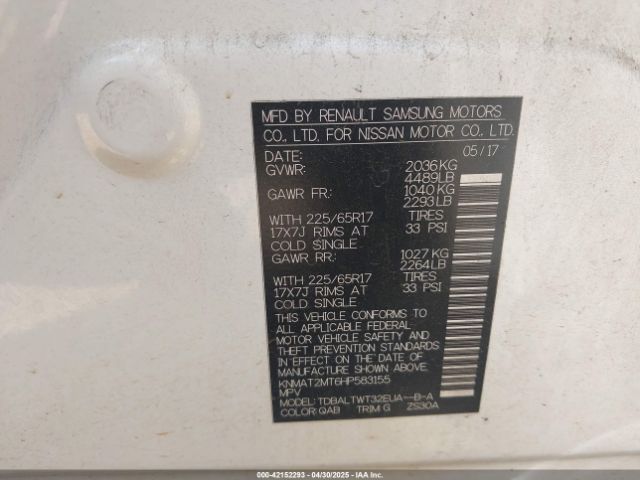 MFD BY RENAULT SAMSUNG MOTORS
CO., LTD. FOR NISSAN MOTOR CO., LTD.
DATE: 05/17
GVWR: 2036KG
4489LB
GAWR FR: 1040KG
2293LB
WITH 225/65R17 TIRES
17X7J RIMS AT 33 PSI
COLD SINGLE
GAWR RR: 1027KG
2264LB
WITH 225/65R17 TIRES
17X7J RIMS AT 33 PSI
COLD SINGLE
THIS VEHICLE CONFORMS TO
ALL APPLICABLE FEDERAL
MOTOR VEHICLE SAFETY AND
THEFT PREVENTION STANDARDS
IN EFFECT ON THE DATE OF
MANUFACTURE SHOWN ABOVE.
KNMAT2MT6HP583155
MPV
MODEL: TDBALTWT32EUA--B-A
COLOR: QAB TRIM G ZS30A
000-42152293 - 04/30/2025 - IAA Inc.